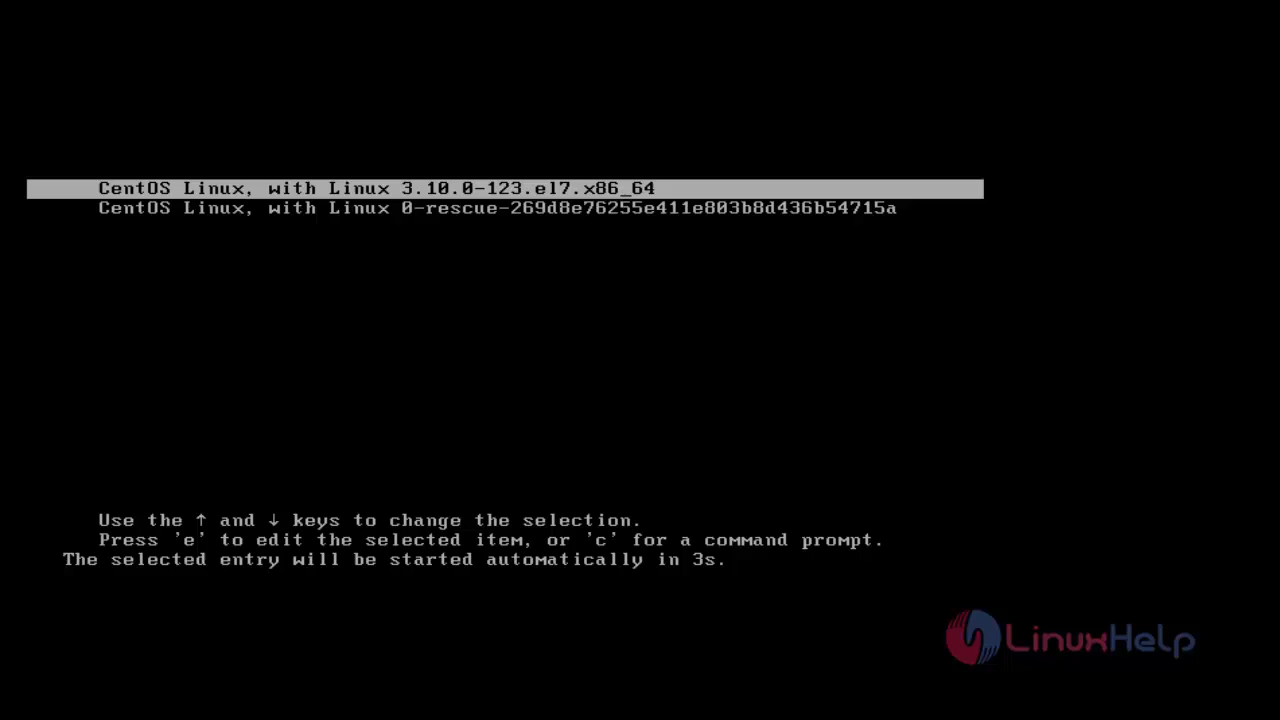 CentOS Linux, with Linux 3.10.0-123.el7.x86_64
CentOS Linux, with Linux 0-rescue-269d8e76255e411e803b8d436b54715a
Use the ↑ and ↓ keys to change the selection.
Press 'e' to edit the selected item, or 'c' for a command prompt.
The selected entry will be started automatically in 3s.
LinuxHelp